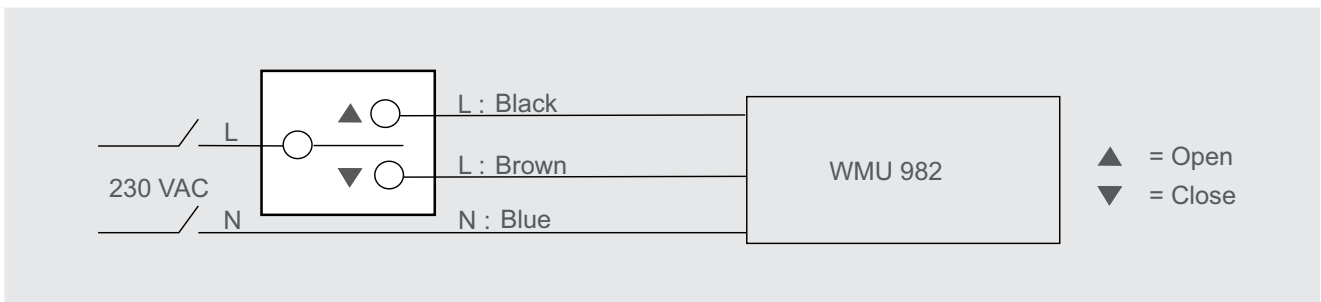 L : Black
L
▲ = Open
L : Brown
WMU 982
230 VAC
▼ = Close
N
N : Blue